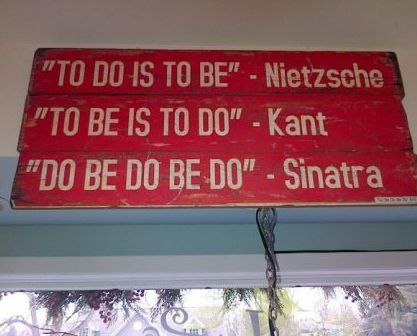 "TO DO IS TO BE" - Nietzsche
"TO BE IS TO DO" - Kant
"DO BE DO BE DO" - Sinatra